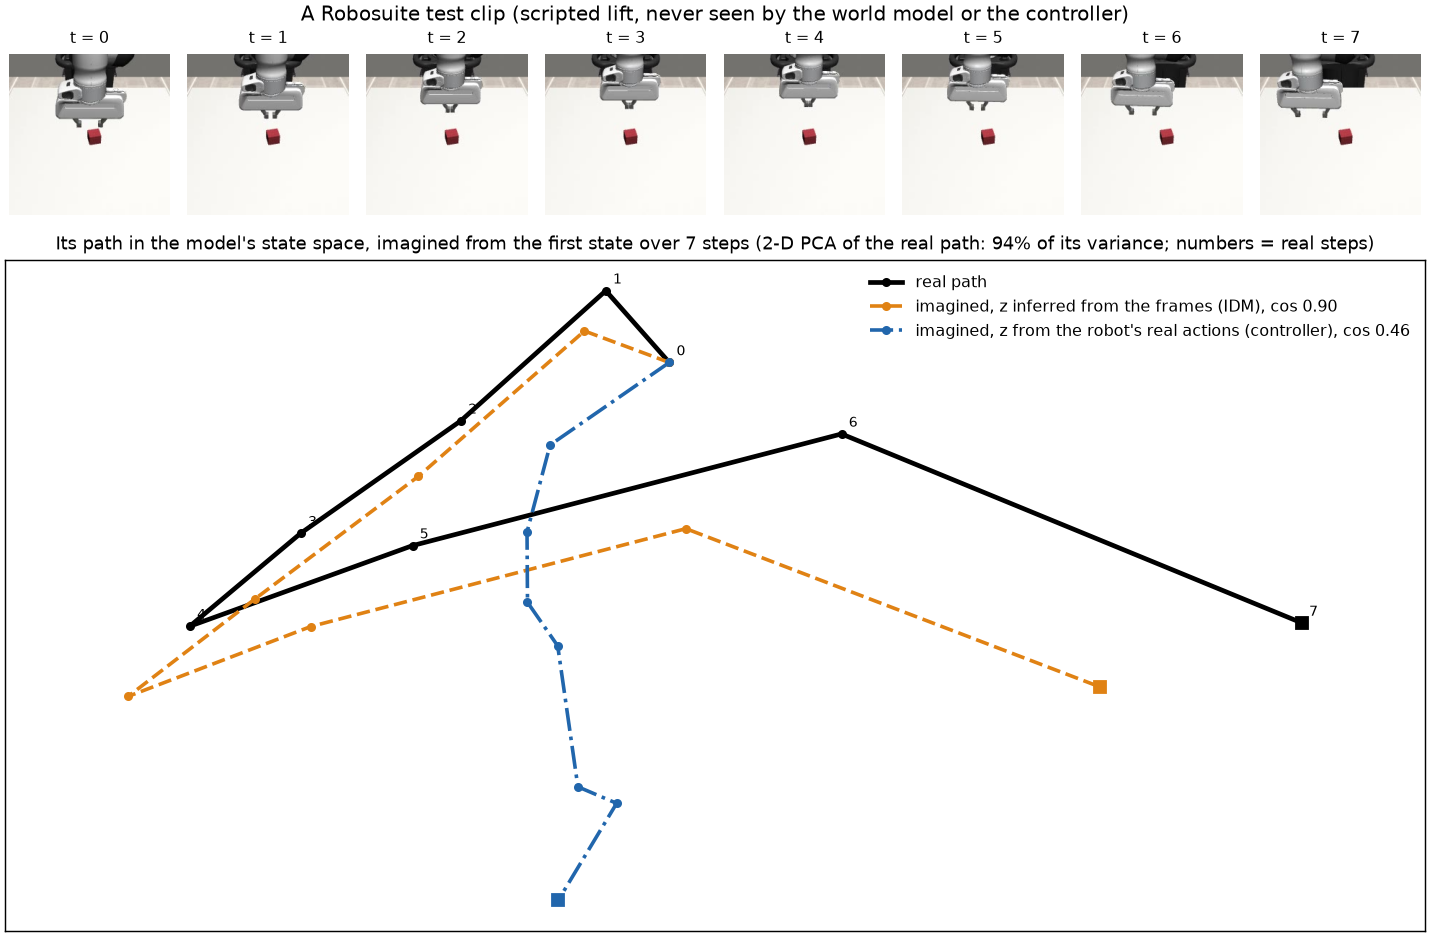 A Robosuite test clip (scripted lift, never seen by the world model or the controller)
t = 0 t = 1 t = 2 t = 3 t = 4 t = 5 t = 6 t = 7
Its path in the model's state space, imagined from the first state over 7 steps (2-D PCA of the real path: 94% of its variance; numbers = real steps)
real path
imagined, z inferred from the frames (IDM), cos 0.90
imagined, z from the robot's real actions (controller), cos 0.46
1
0
2
6
3
5
4
7